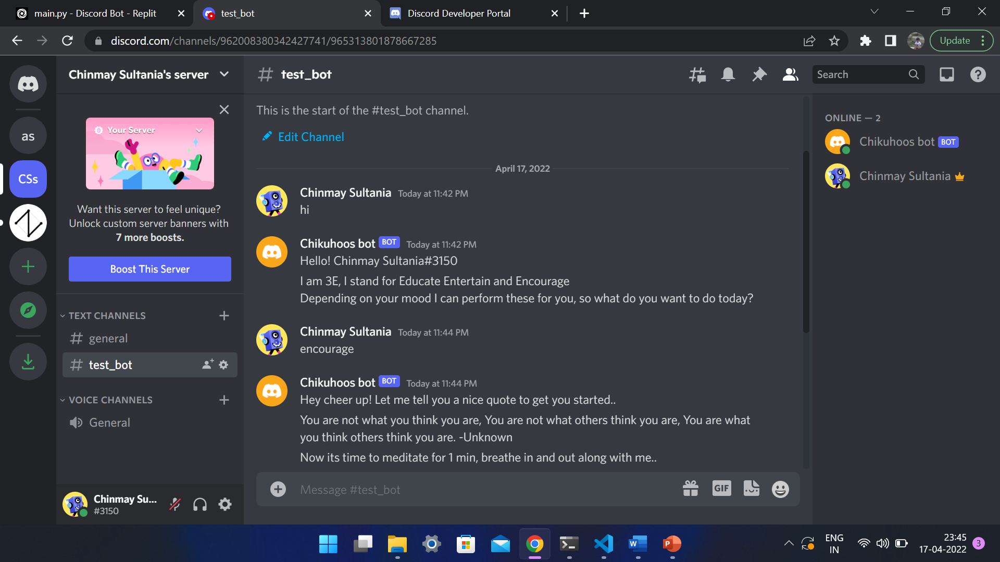 main.py - Discord Bot - Replit
test_bot
Discord Developer Portal
discord.com/channels/962008380342427741/965313801878667285
Update
as
CSs
Chinmay Sultania's server
Your Server
Want this server to feel unique?
Unlock custom server banners with
7 more boosts.
Boost This Server
TEXT CHANNELS
general
test_bot
VOICE CHANNELS
General
Chinmay Su...
#3150
test_bot
Search
This is the start of the #test_bot channel.
Edit Channel
April 17, 2022
Chinmay Sultania Today at 11:42 PM
hi
Chikuhoos bot BOT Today at 11:42 PM
Hello! Chinmay Sultania#3150
I am 3E, I stand for Educate Entertain and Encourage
Depending on your mood I can perform these for you, so what do you want to do today?
Chinmay Sultania Today at 11:44 PM
encourage
Chikuhoos bot BOT Today at 11:44 PM
Hey cheer up! Let me tell you a nice quote to get you started..
You are not what you think you are, You are not what others think you are, You are what
you think others think you are. -Unknown
Now its time to meditate for 1 min, breathe in and out along with me..
Message #test_bot
GIF
ONLINE — 2
Chikuhoos bot BOT
Chinmay Sultania
W
P
ENG
IN
23:45
17-04-2022
3